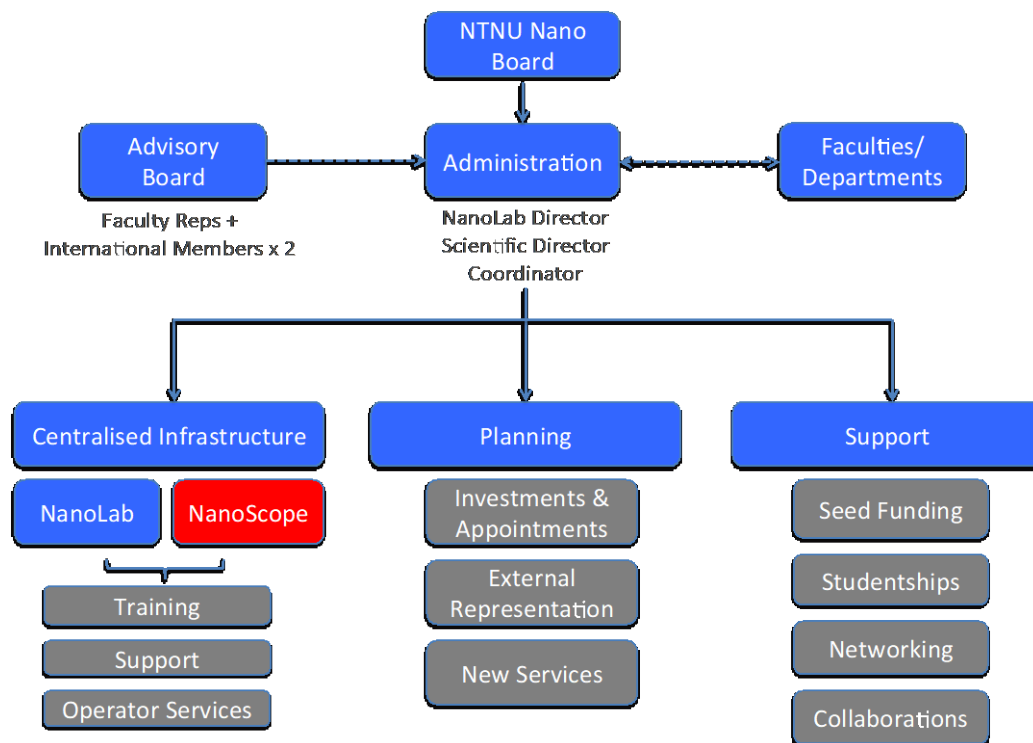 NTNU Nano
Board
Advisory
Board
Administration
Faculties/
Departments
Faculty Reps +
International Members x 2
NanoLab Director
Scientific Director
Coordinator
Centralised Infrastructure
Planning
Support
NanoLab
NanoScope
Training
Support
Operator Services
Investments &
Appointments
External
Representation
New Services
Seed Funding
Studentships
Networking
Collaborations